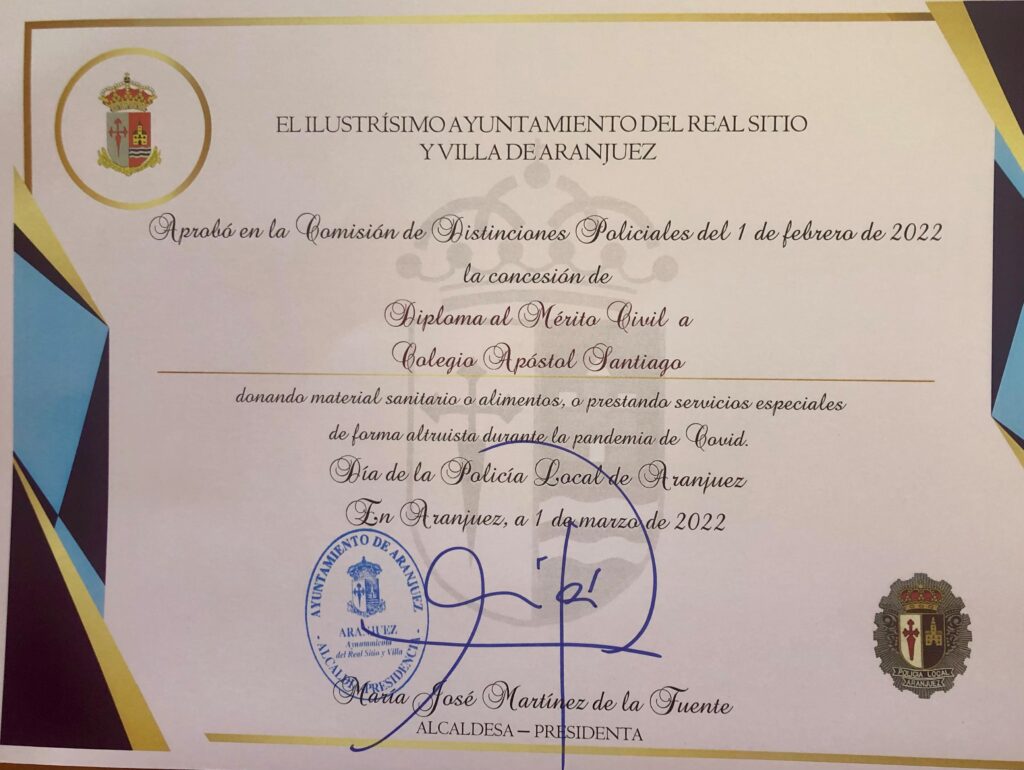 EL ILUSTRÍSIMO AYUNTAMIENTO DEL REAL SITIO
Y VILLA DE ARANJUEZ
Aprobó en la Comisión de Distinciones Policiales del 1 de febrero de 2022
la concesión de
Diploma al Mérito Civil a
Colegio Apóstol Santiago
donando material sanitario o alimentos, o prestando servicios especiales
de forma altruista durante la pandemia de Covid.
Día de la Policía Local de Aranjuez
En Aranjuez, a 1 de marzo de 2022
AYUNTAMIENTO DE ARANJUEZ
ARANJUEZ
Ayuntamiento
del Real Sitio y Villa
- ALCALDÍA PRESIDENCIA -
María José Martínez de la Fuente
ALCALDESA – PRESIDENTA
POLICIA LOCAL
ARANJUEZ